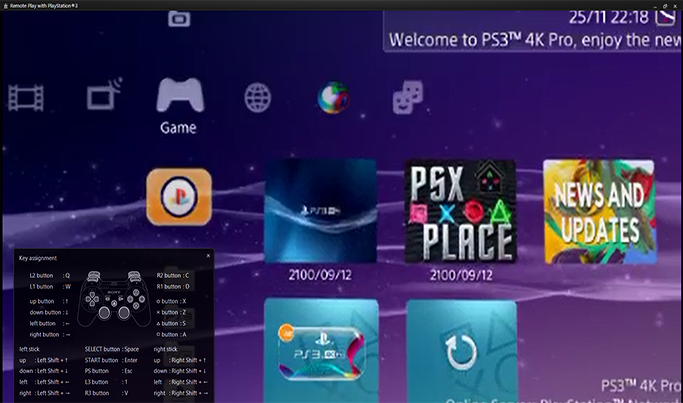 Remote Play with PlayStation®3
25/11 22:18
Welcome to PS3™ 4K Pro, enjoy the new
Game
PS3 4K
PSX
PLACE
NEWS AND
UPDATES
2100/09/12
2100/09/12
Key assignment
L2 button : Q
R2 button : C
L1 button : W
R1 button : D
SONY
up button : ↑
○ button : X
down button : ↓
× button : Z
left button : ←
△ button : S
right button : →
□ button : A
left stick
SELECT button : Space
right stick
up : Left Shift + ↑
START button : Enter
up : Right Shift + ↑
down : Left Shift + ↓
PS button : Esc
down : Right Shift + ↓
left : Left Shift + ←
L3 button : 1
left : Right Shift + ←
right : Left Shift + →
R3 button : V
right : Right Shift + →
PS3
PS3™ 4K Pro